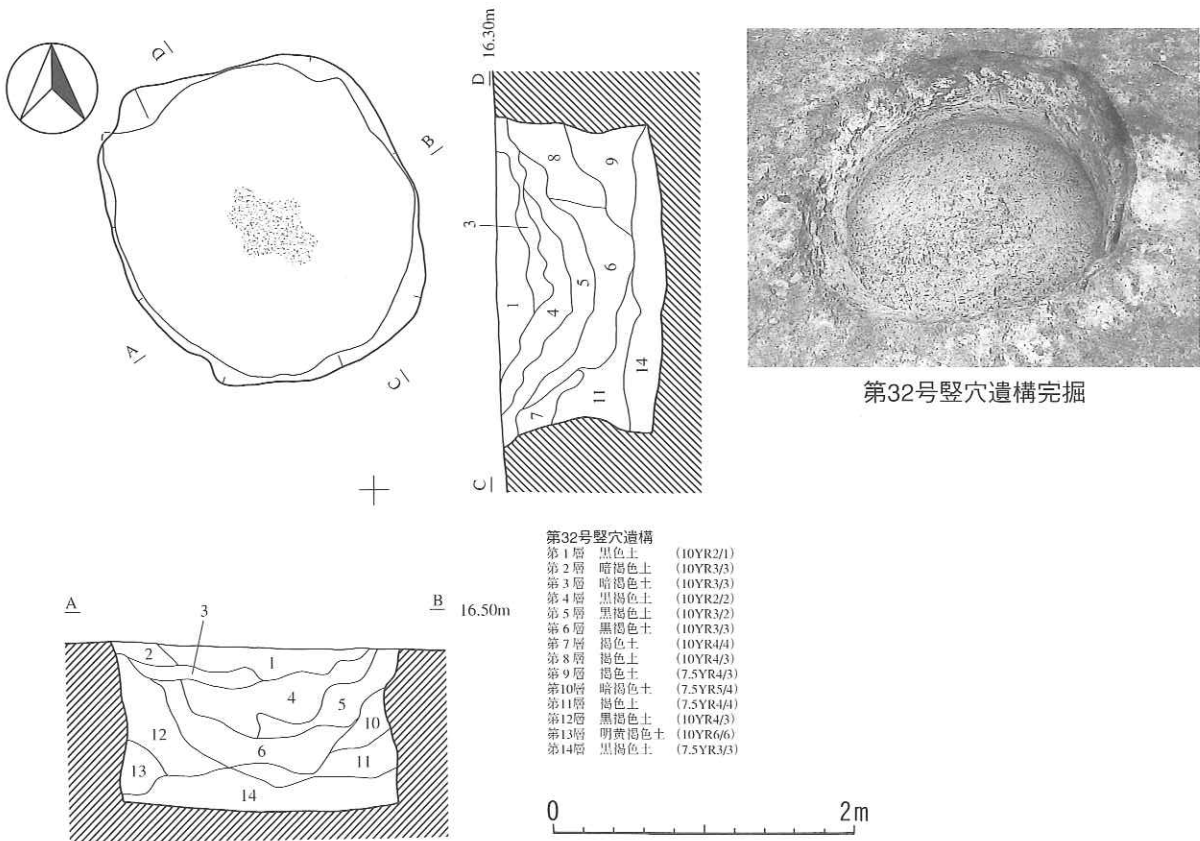 D
B
A
C
16.30m
D
8
9
3
6
5
1
4
14
11
7
C
第32号竪穴遺構完掘
A
B
16.50m
3
2
1
4
5
10
12
6
11
13
14
第32号竪穴遺構
第1層 黒色土 (10YR2/1)
第2層 暗褐色土 (10YR3/3)
第3層 暗褐色土 (10YR3/3)
第4層 黒褐色土 (10YR2/2)
第5層 黒褐色土 (10YR3/2)
第6層 黒褐色土 (10YR3/3)
第7層 褐色土 (10YR4/4)
第8層 褐色土 (10YR4/3)
第9層 褐色土 (7.5YR4/3)
第10層 暗褐色土 (7.5YR5/4)
第11層 褐色土 (7.5YR4/4)
第12層 黒褐色土 (10YR4/3)
第13層 明黄褐色土 (10YR6/6)
第14層 黒褐色土 (7.5YR3/3)
0 2m